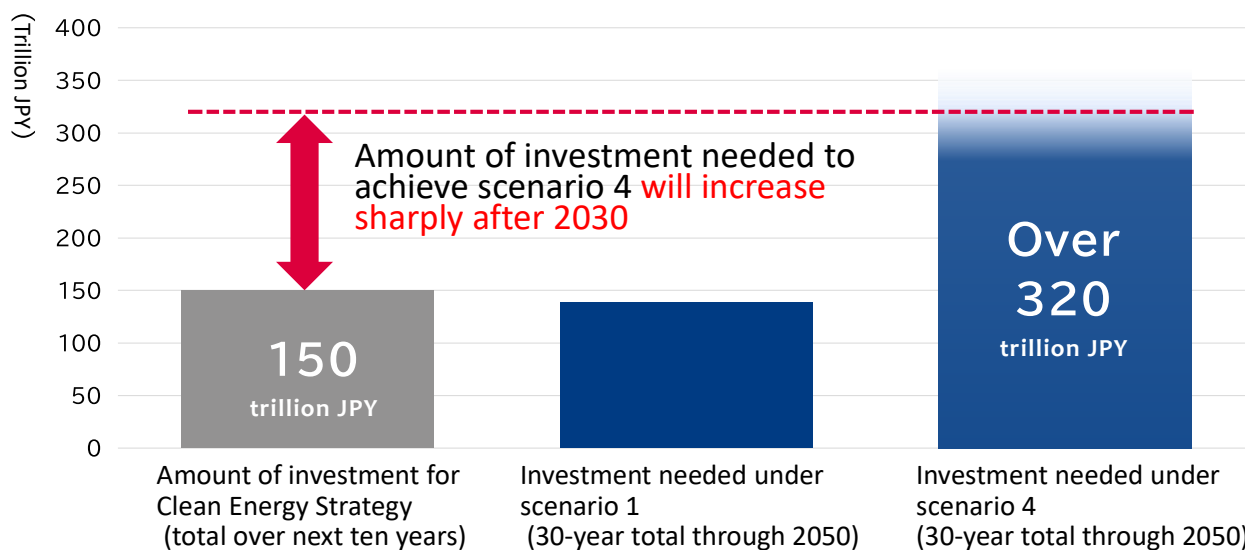 (Trillion JPY)
400
350
300
250
200
150
100
50
0
Amount of investment needed to
achieve scenario 4 will increase
sharply after 2030
150
trillion JPY
Over
320
trillion JPY
Amount of investment for
Clean Energy Strategy
(total over next ten years)
Investment needed under
scenario 1
(30-year total through 2050)
Investment needed under
scenario 4
(30-year total through 2050)